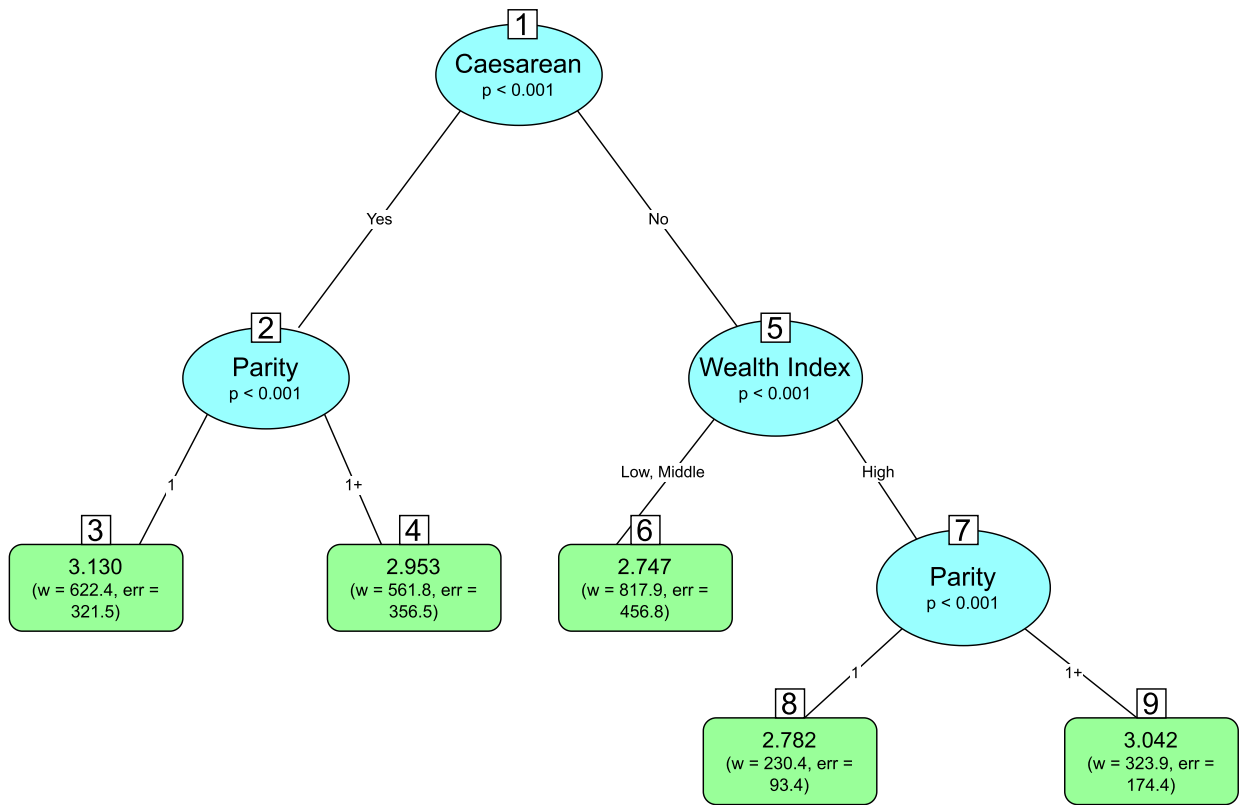 1
Caesarean
p < 0.001
Yes
No
2
Parity
p < 0.001
5
Wealth Index
p < 0.001
1
1+
Low, Middle
High
3
3.130
(w = 622.4, err =
321.5)
4
2.953
(w = 561.8, err =
356.5)
6
2.747
(w = 817.9, err =
456.8)
7
Parity
p < 0.001
1
1+
8
2.782
(w = 230.4, err =
93.4)
9
3.042
(w = 323.9, err =
174.4)